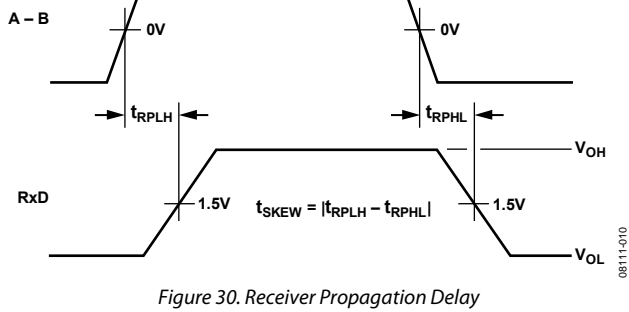 A – B
0V
0V
tRPLH
tRPHL
VOH
RxD
1.5V
tSKEW = |tRPLH – tRPHL|
1.5V
VOL
08111-010
Figure 30. Receiver Propagation Delay